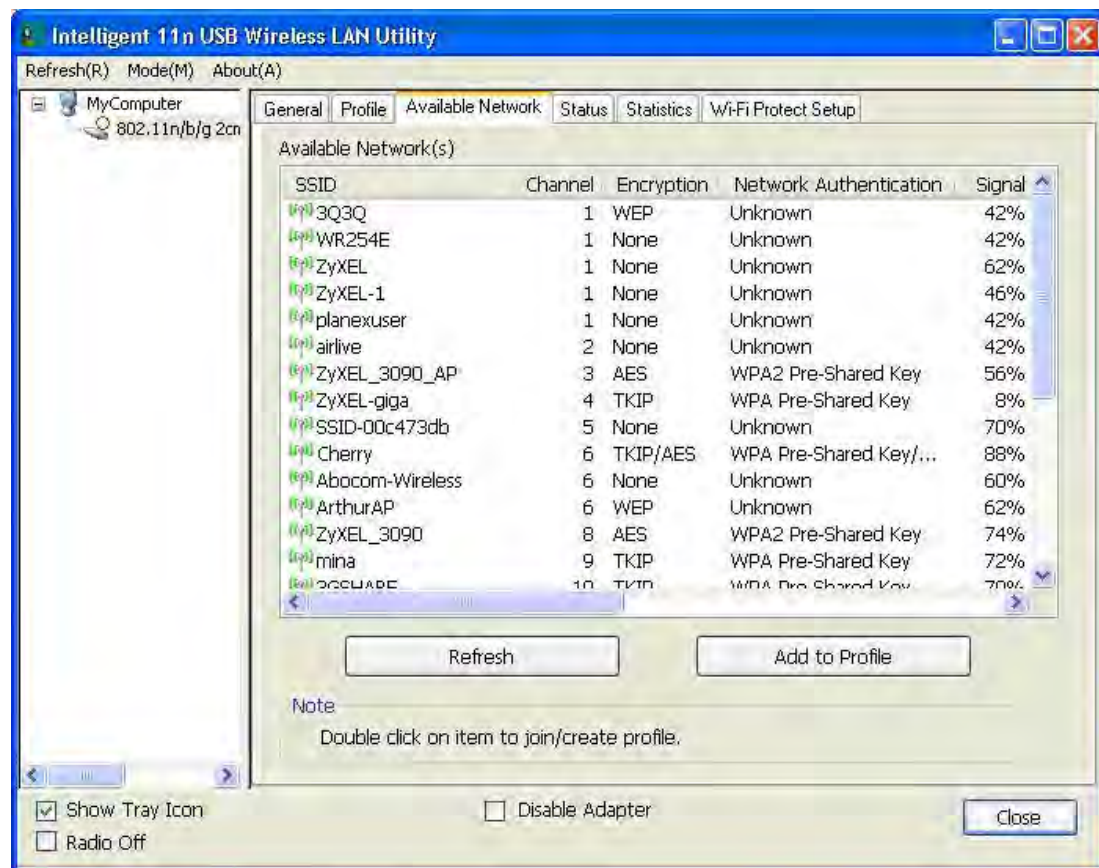 Intelligent 11n USB Wireless LAN Utility
Refresh(R) Mode(M) About(A)
MyComputer
802.11n/b/g 2cn
General Profile Available Network Status Statistics Wi-Fi Protect Setup
Available Network(s)
SSID Channel Encryption Network Authentication Signal
3Q3Q 1 WEP Unknown 42%
WR254E 1 None Unknown 42%
ZyXEL 1 None Unknown 62%
ZyXEL-1 1 None Unknown 46%
planexuser 1 None Unknown 42%
airlive 2 None Unknown 42%
ZyXEL_3090_AP 3 AES WPA2 Pre-Shared Key 56%
ZyXEL-giga 4 TKIP WPA Pre-Shared Key 8%
SSID-00c473db 5 None Unknown 70%
Cherry 6 TKIP/AES WPA Pre-Shared Key/... 88%
Abocom-Wireless 6 None Unknown 60%
ArthurAP 6 WEP Unknown 62%
ZyXEL_3090 8 AES WPA2 Pre-Shared Key 74%
mina 9 TKIP WPA Pre-Shared Key 72%
10 TKIP WPA Pre-Shared Key 70%
Refresh Add to Profile
Note
Double click on item to join/create profile.
Show Tray Icon Disable Adapter Close
Radio Off